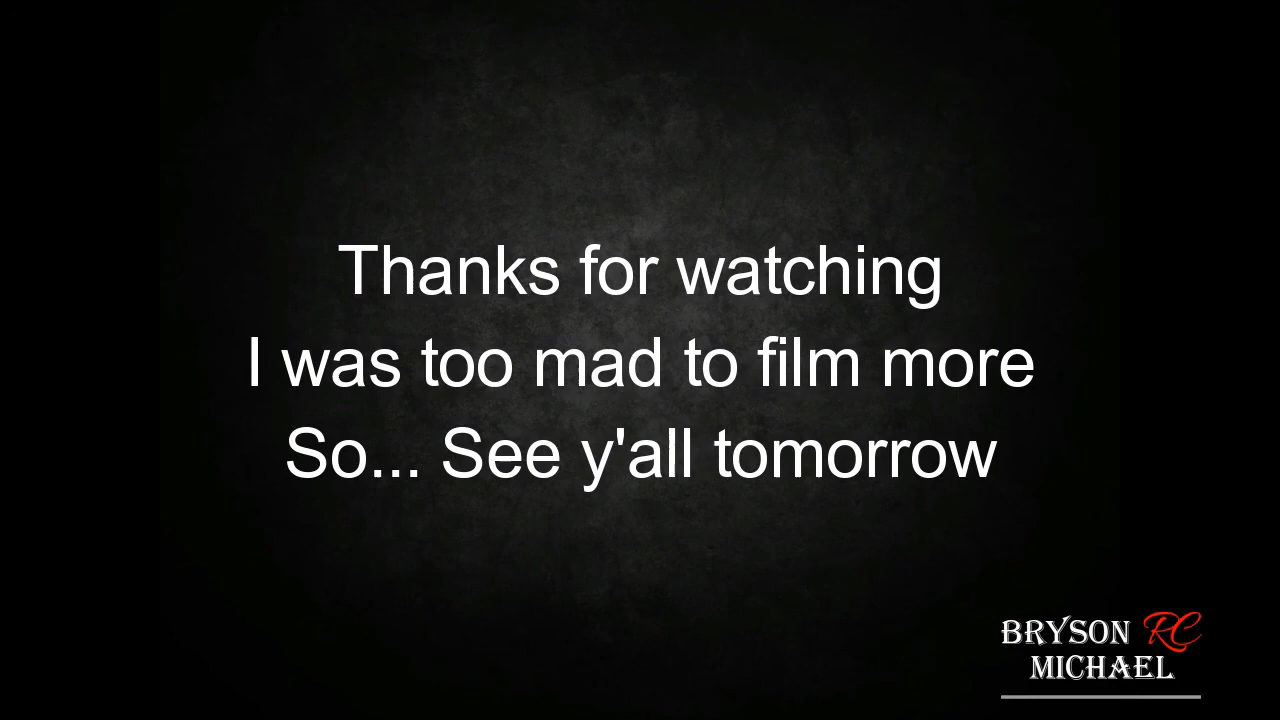 Thanks for watching
I was too mad to film more
So... See y'all tomorrow
BRYSON RC
MICHAEL